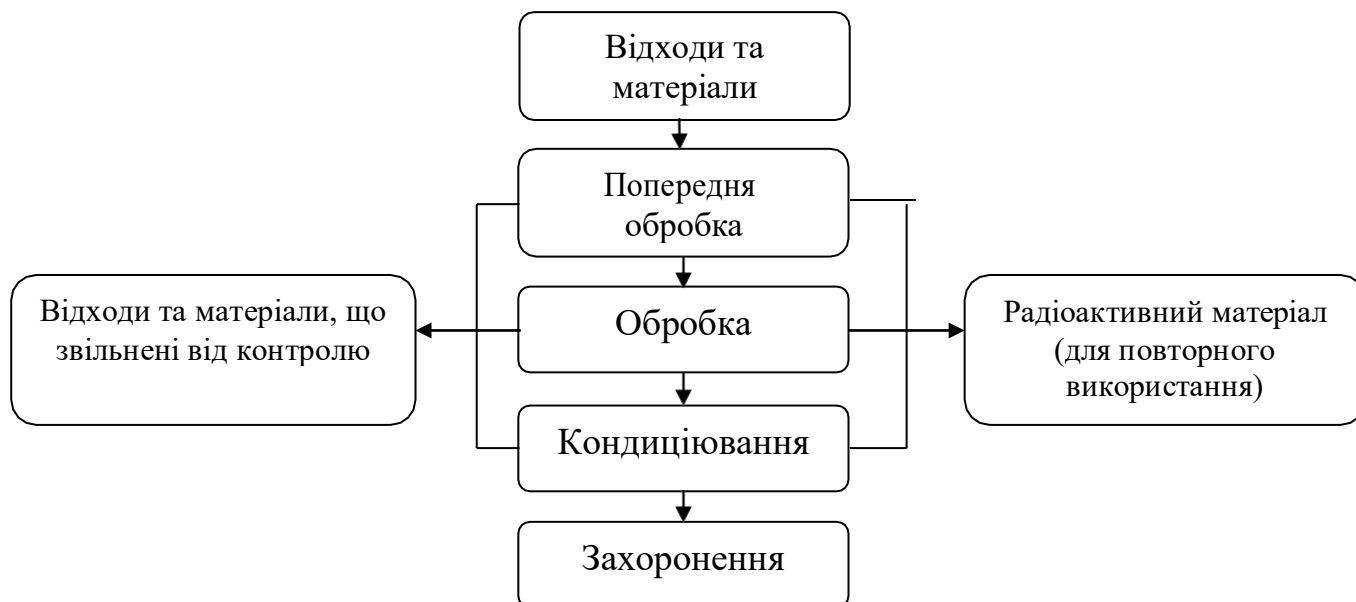 Відходи та
матеріали
Попередня
обробка
Відходи та матеріали, що
звільнені від контролю
Обробка
Радіоактивний матеріал
(для повторного
використання)
Кондиціювання
Захоронення